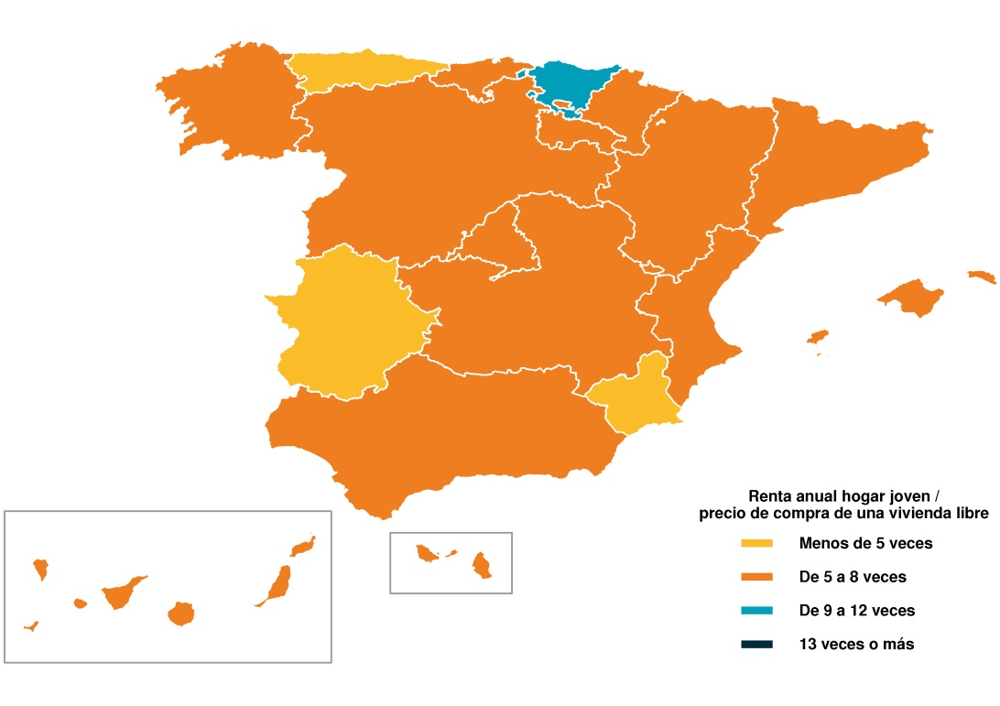 Renta anual hogar joven /
precio de compra de una vivienda libre
Menos de 5 veces
De 5 a 8 veces
De 9 a 12 veces
13 veces o más